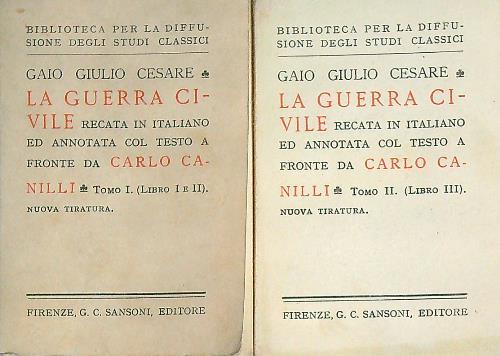 BIBLIOTECA PER LA DIFFU-
SIONE DEGLI STUDI CLASSICI
GAIO GIULIO CESARE
LA GUERRA CI-
VILE RECATA IN ITALIANO
ED ANNOTATA COL TESTO A
FRONTE DA CARLO CA-
NILLI TOMO I. (LIBRO I E II).
NUOVA TIRATURA.
FIRENZE, G. C. SANSONI, EDITORE
BIBLIOTECA PER LA DIFFU-
SIONE DEGLI STUDI CLASSICI
GAIO GIULIO CESARE
LA GUERRA CI-
VILE RECATA IN ITALIANO
ED ANNOTATA COL TESTO A
FRONTE DA CARLO CA-
NILLI TOMO II. (LIBRO III).
NUOVA TIRATURA.
FIRENZE, G. C. SANSONI, EDITORE